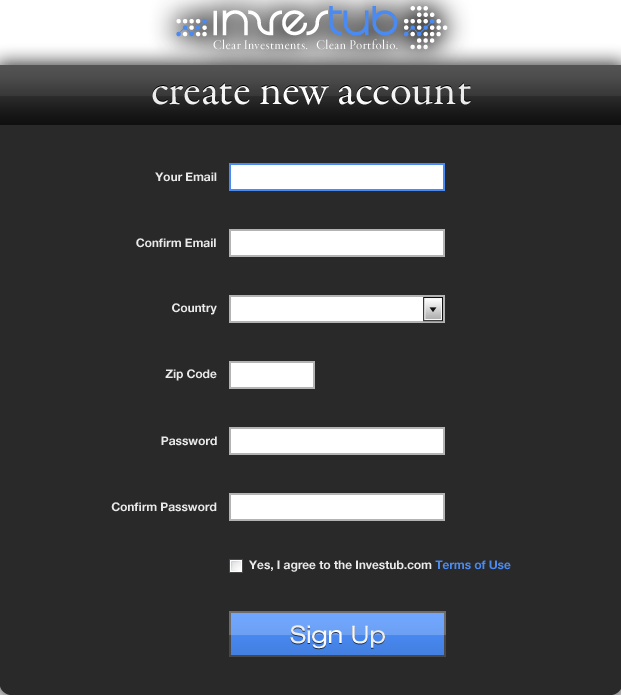 investub
Clear Investments. Clean Portfolio.
create new account
Your Email
Confirm Email
Country
Zip Code
Password
Confirm Password
Yes, I agree to the Investub.com Terms of Use
Sign Up